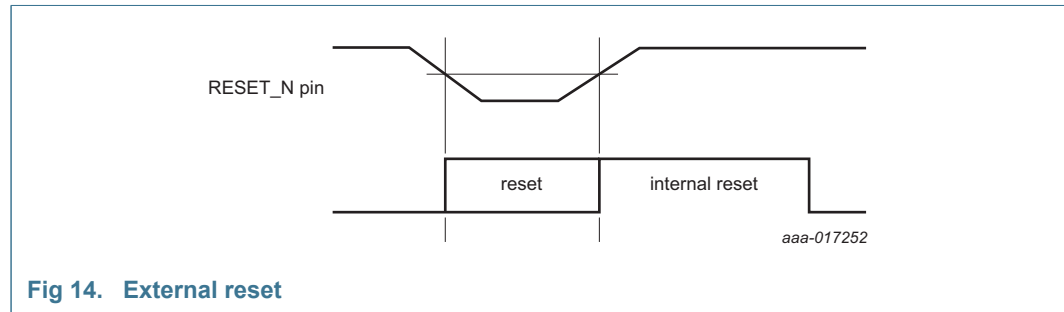 RESET_N pin
reset
internal reset
aaa-017252
Fig 14. External reset